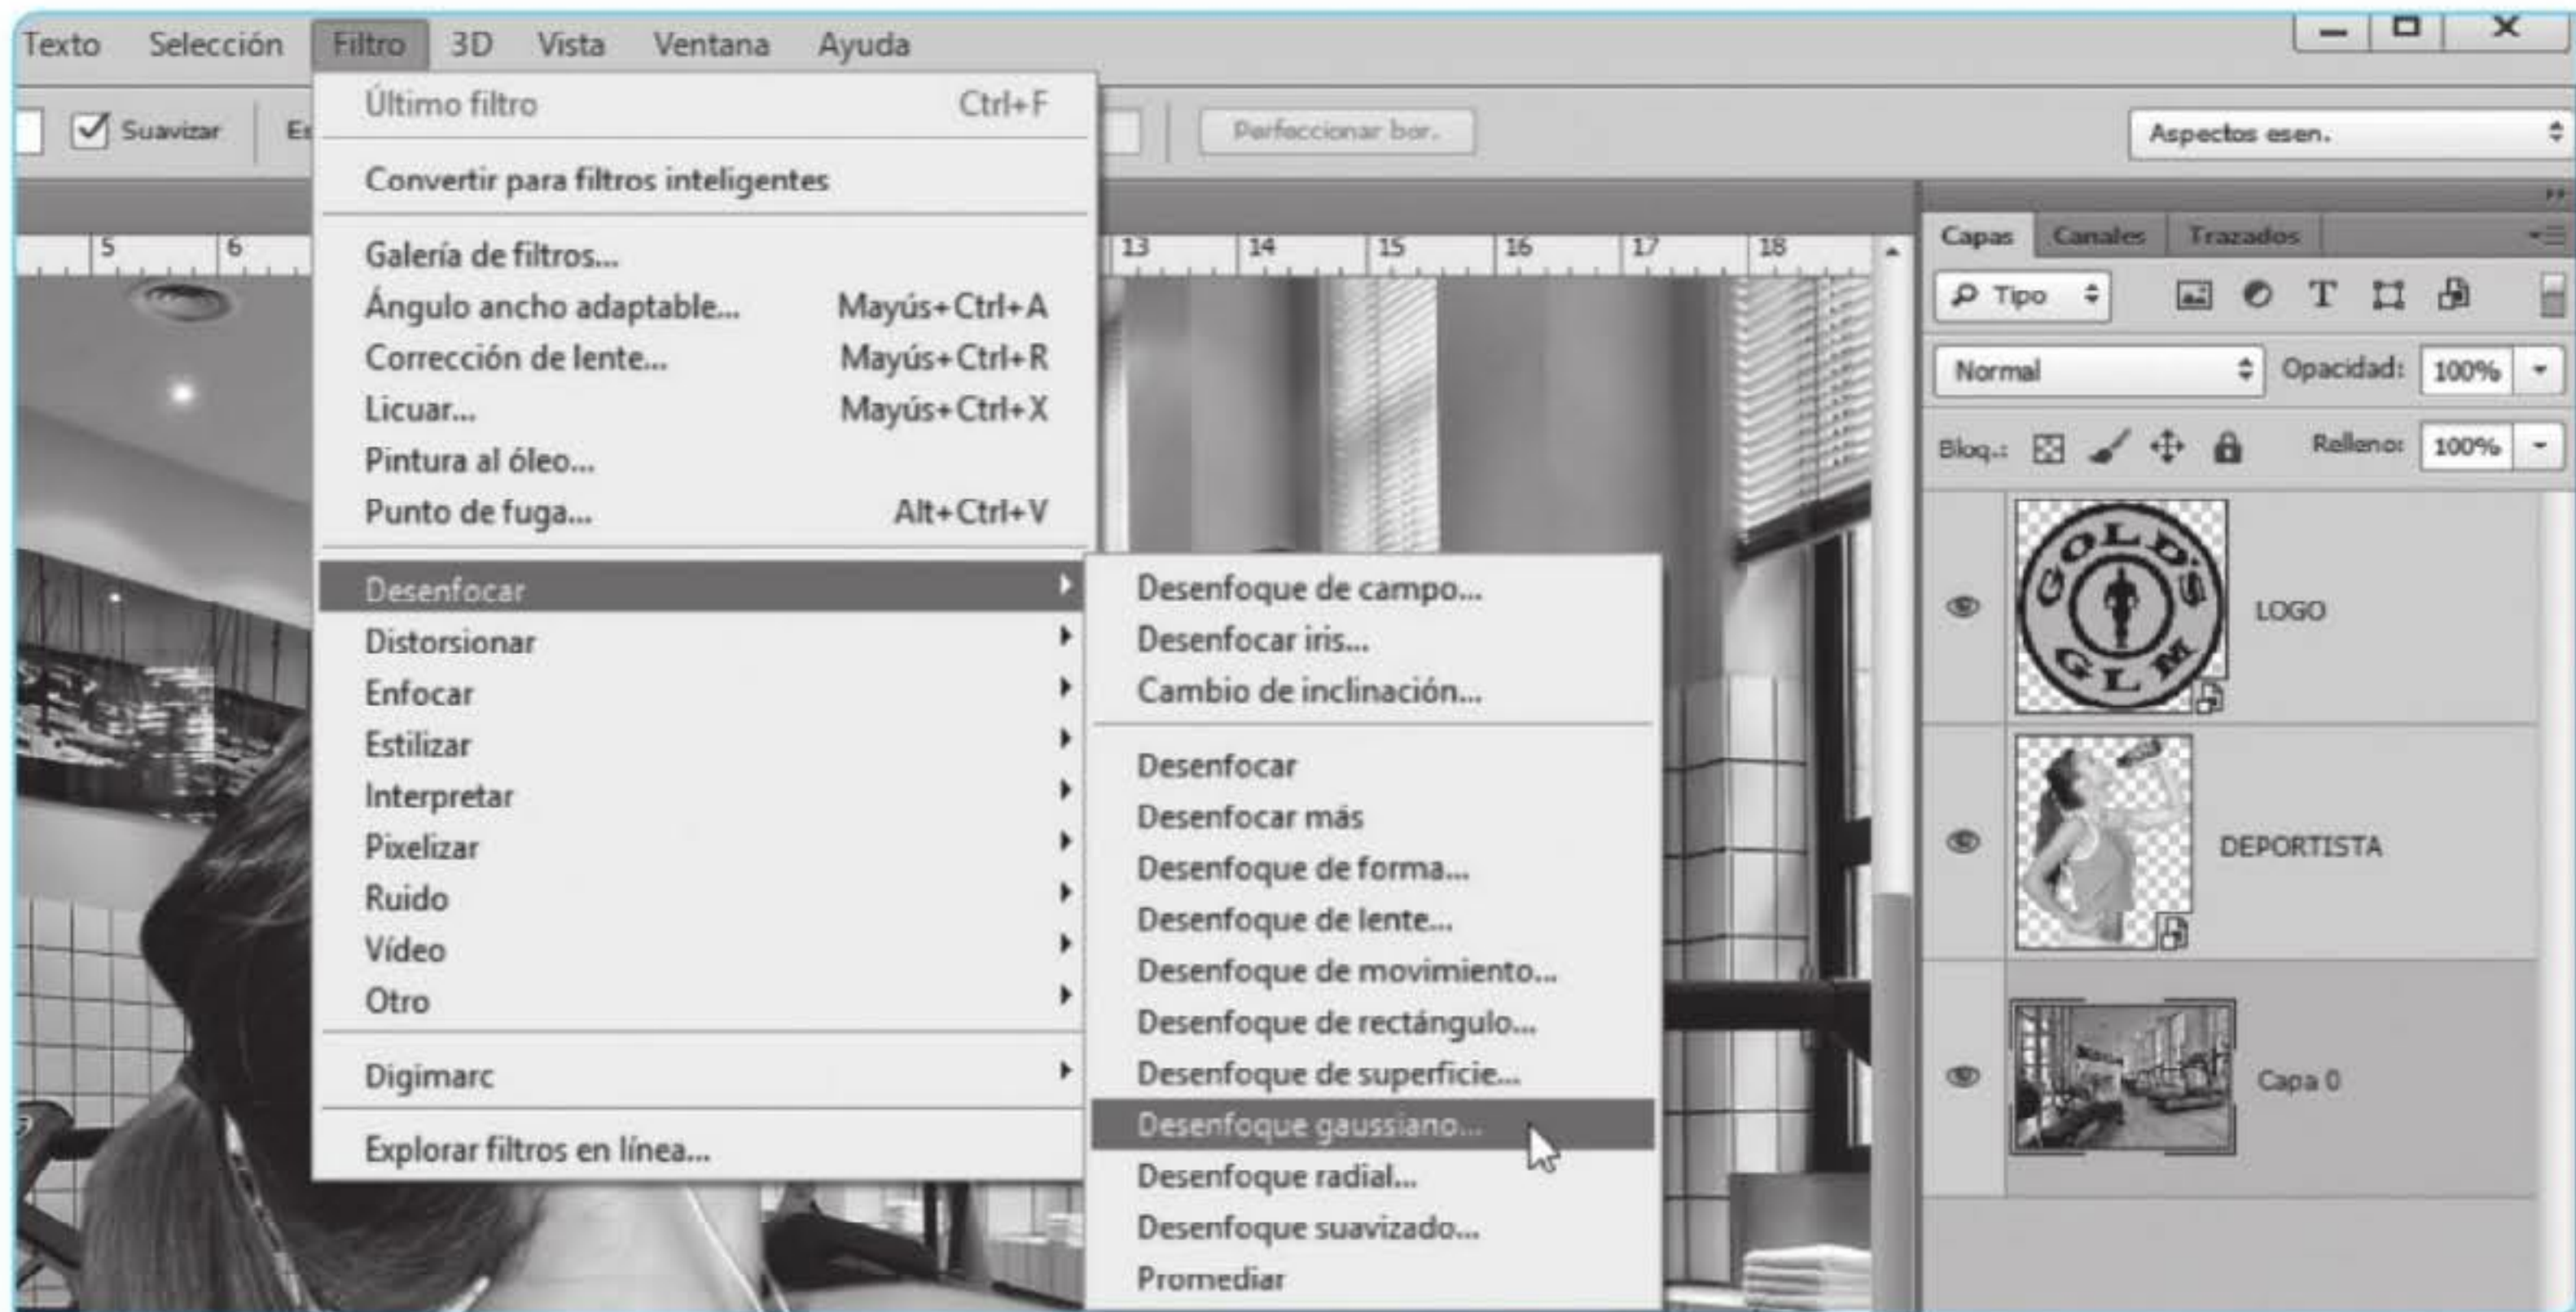 Texto Selección Filtro 3D Vista Ventana Ayuda
Suavizar Es Perfeccionar bor. Aspectos esen.
Último filtro Ctrl+F
Convertir para filtros inteligentes
Galería de filtros...
Ángulo ancho adaptable... Mayús+Ctrl+A
Corrección de lente... Mayús+Ctrl+R
Licuar... Mayús+Ctrl+X
Pintura al óleo...
Punto de fuga... Alt+Ctrl+V
Desenfocar
Distorsionar
Enfocar
Estilizar
Interpretar
Pixelizar
Ruido
Vídeo
Otro
Digimarc
Explorar filtros en línea...
Desenfoque de campo...
Desenfocar iris...
Cambio de inclinación...
Desenfocar
Desenfocar más
Desenfoque de forma...
Desenfoque de lente...
Desenfoque de movimiento...
Desenfoque de rectángulo...
Desenfoque de superficie...
Desenfoque gaussiano...
Desenfoque radial...
Desenfoque suavizado...
Promediar
5 6 13 14 15 16 17 18
Capas Canales Trazados
Tipo T
Normal Opacidad: 100%
Bloq.: Relleno: 100%
GOLD'S
GLM
LOGO
DEPORTISTA
Capa 0